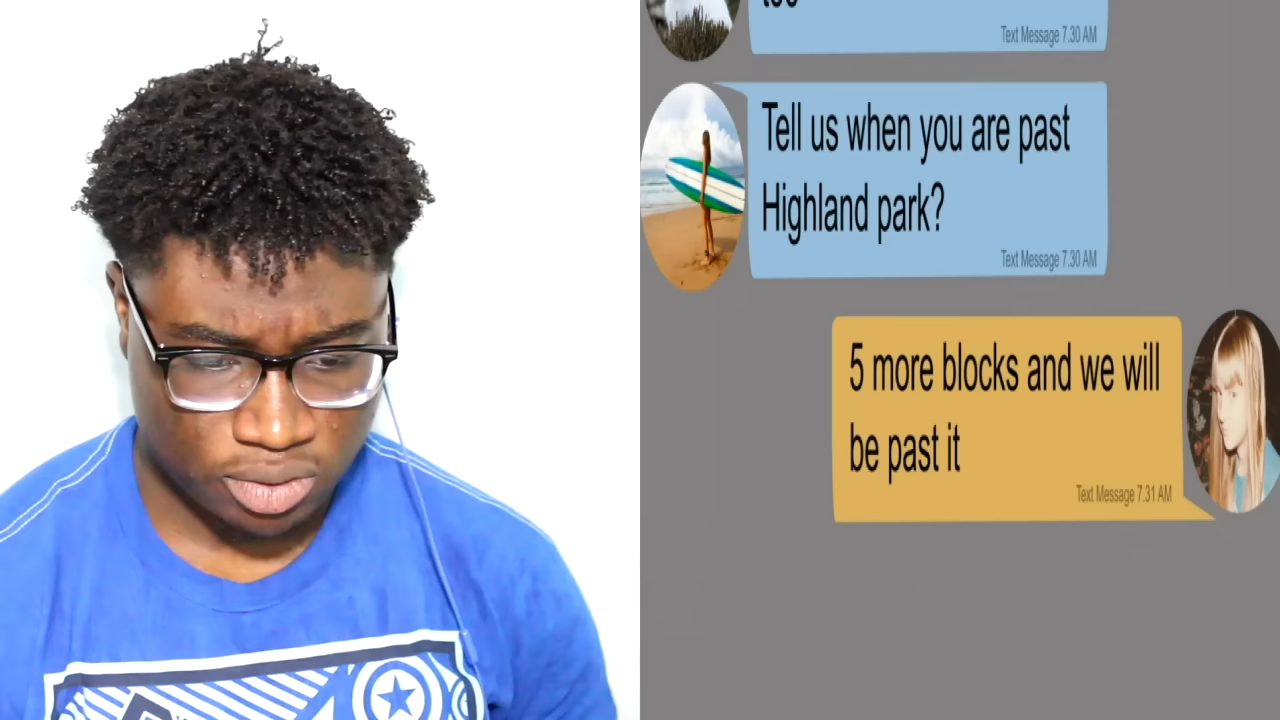 Text Message 7.30 AM
Tell us when you are past
Highland park?
Text Message 7.30 AM
5 more blocks and we will
be past it
Text Message 7.31 AM